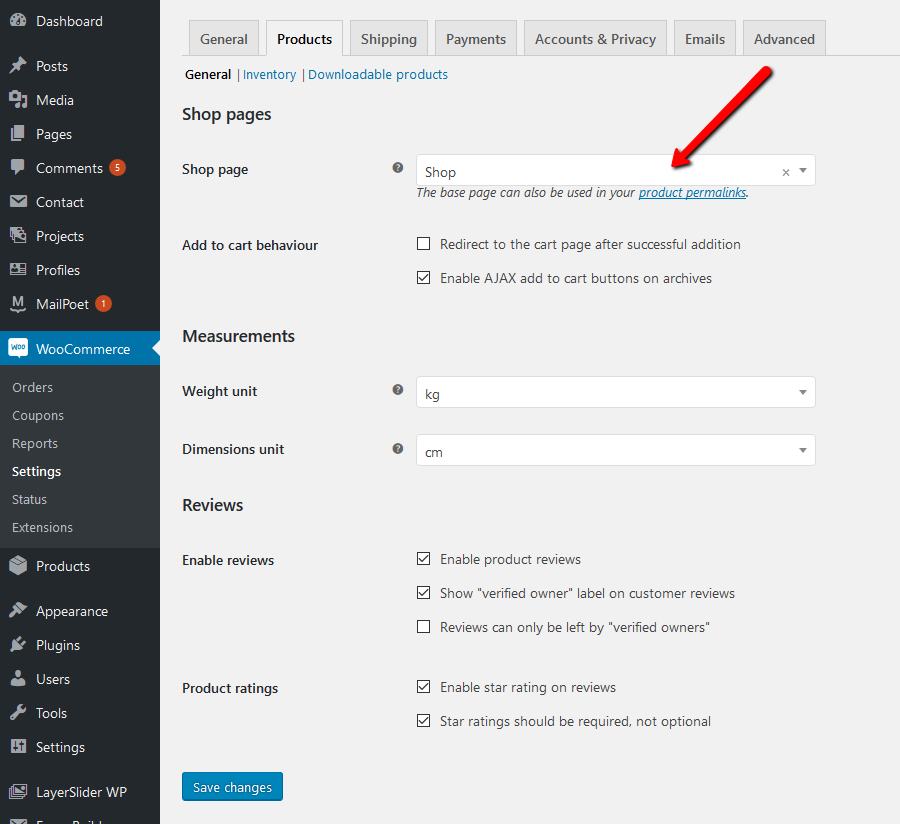 Dashboard
Posts
Media
Pages
Comments 5
Contact
Projects
Profiles
MailPoet 1
WOO WooCommerce
Orders
Coupons
Reports
Settings
Status
Extensions
Products
Appearance
Plugins
Users
Tools
Settings
LayerSlider WP
General Products Shipping Payments Accounts & Privacy Emails Advanced
General | Inventory | Downloadable products
Shop pages
Shop page ? Shop ×
The base page can also be used in your product permalinks.
Add to cart behaviour
Redirect to the cart page after successful addition
Enable AJAX add to cart buttons on archives
Measurements
Weight unit ? kg
Dimensions unit ? cm
Reviews
Enable reviews
Enable product reviews
Show "verified owner" label on customer reviews
Reviews can only be left by "verified owners"
Product ratings
Enable star rating on reviews
Star ratings should be required, not optional
Save changes